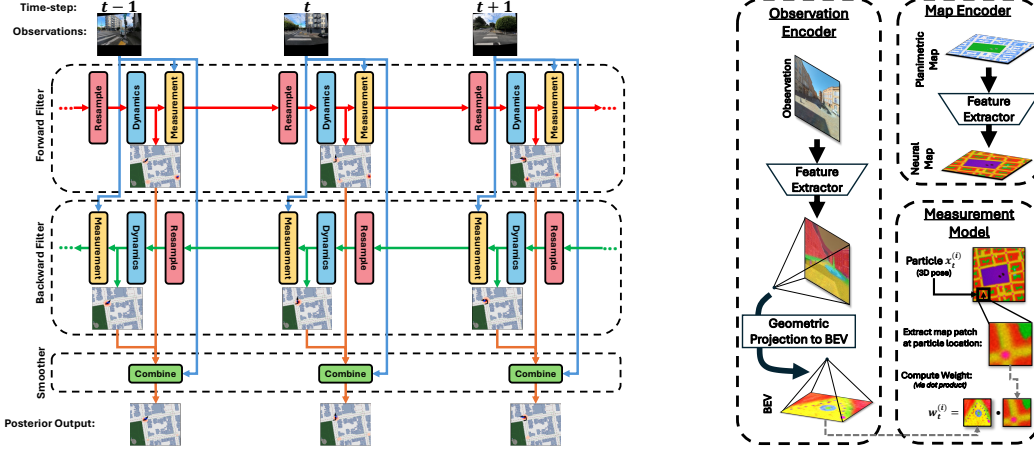 Time-step:
t − 1
t
t + 1
Observations:
Forward Filter
Resample
Dynamics
Measurement
Resample
Dynamics
Measurement
Resample
Dynamics
Measurement
Backward Filter
Measurement
Dynamics
Resample
Measurement
Dynamics
Resample
Measurement
Dynamics
Resample
Smoother
Combine
Combine
Combine
Posterior Output:
Observation
Encoder
Observation
Feature
Extractor
Geometric
Projection to BEV
BEV
Map Encoder
Planimetric
Map
Feature
Extractor
Neural
Map
Measurement
Model
Particle x_t^(i)
(3D pose)
Extract map patch
at particle location:
Compute Weight:
(via dot product)
w_t^(i) = •